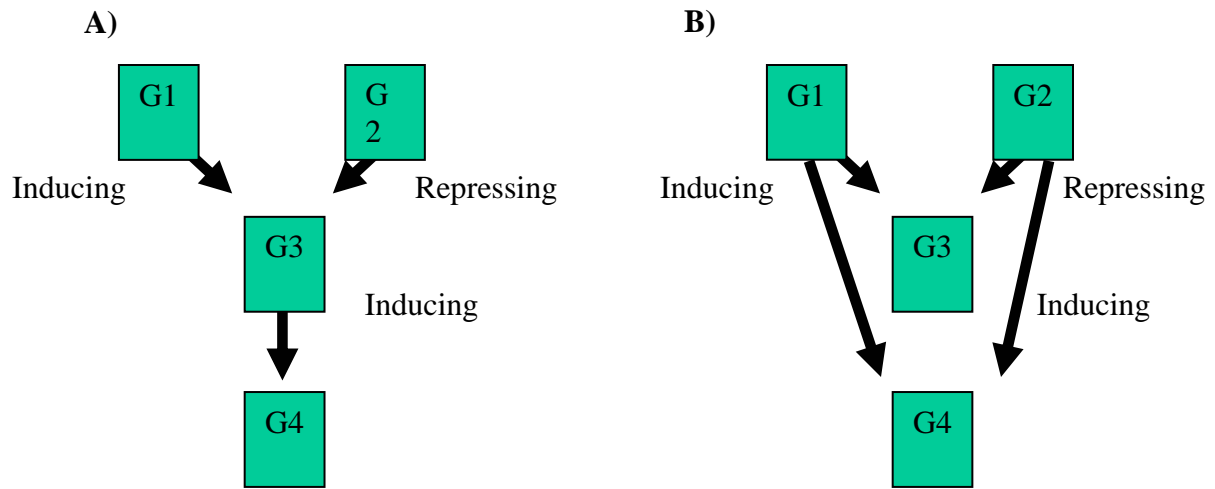 A)
G1
G
2
Inducing
Repressing
G3
Inducing
G4
B)
G1
G2
Inducing
Repressing
G3
Inducing
G4